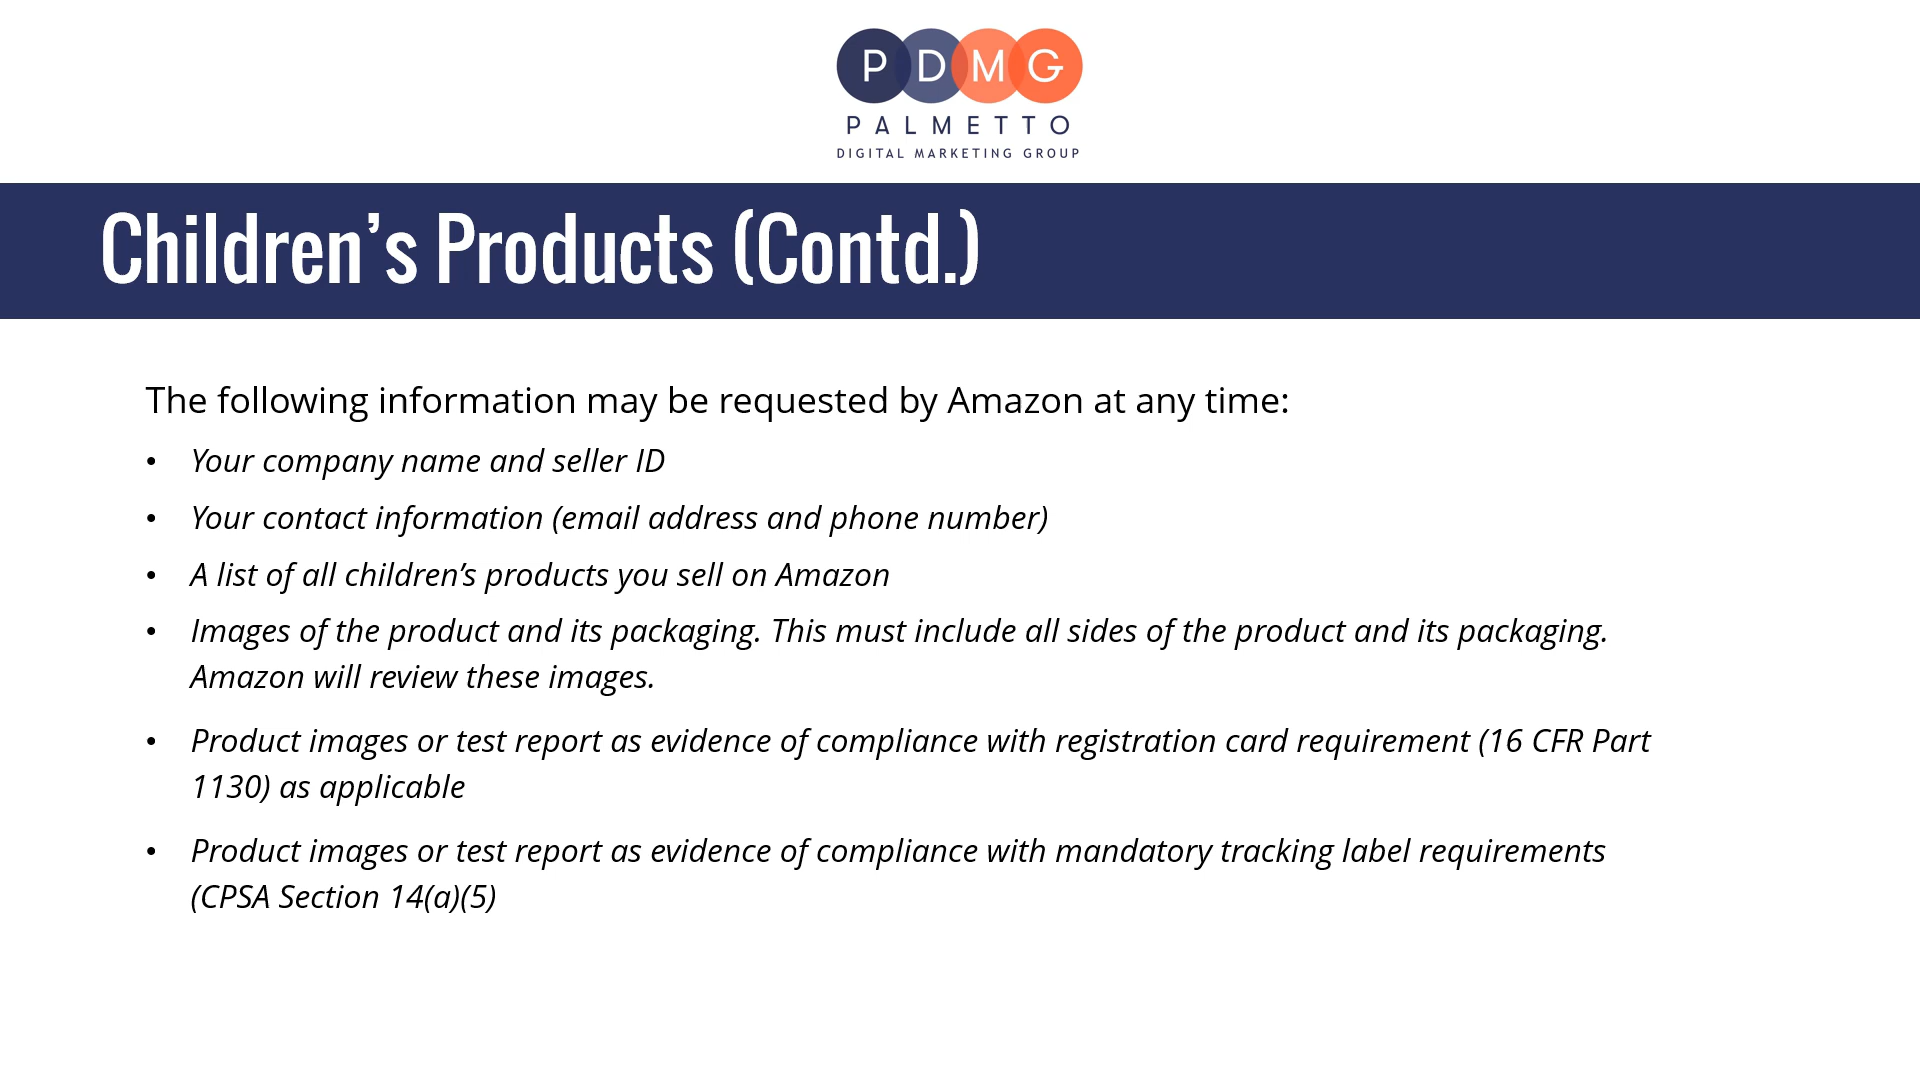 P D M G
PALMETTO
DIGITAL MARKETING GROUP
Children’s Products (Contd.)
The following information may be requested by Amazon at any time:
• Your company name and seller ID
• Your contact information (email address and phone number)
• A list of all children’s products you sell on Amazon
• Images of the product and its packaging. This must include all sides of the product and its packaging.
Amazon will review these images.
• Product images or test report as evidence of compliance with registration card requirement (16 CFR Part
1130) as applicable
• Product images or test report as evidence of compliance with mandatory tracking label requirements
(CPSA Section 14(a)(5)